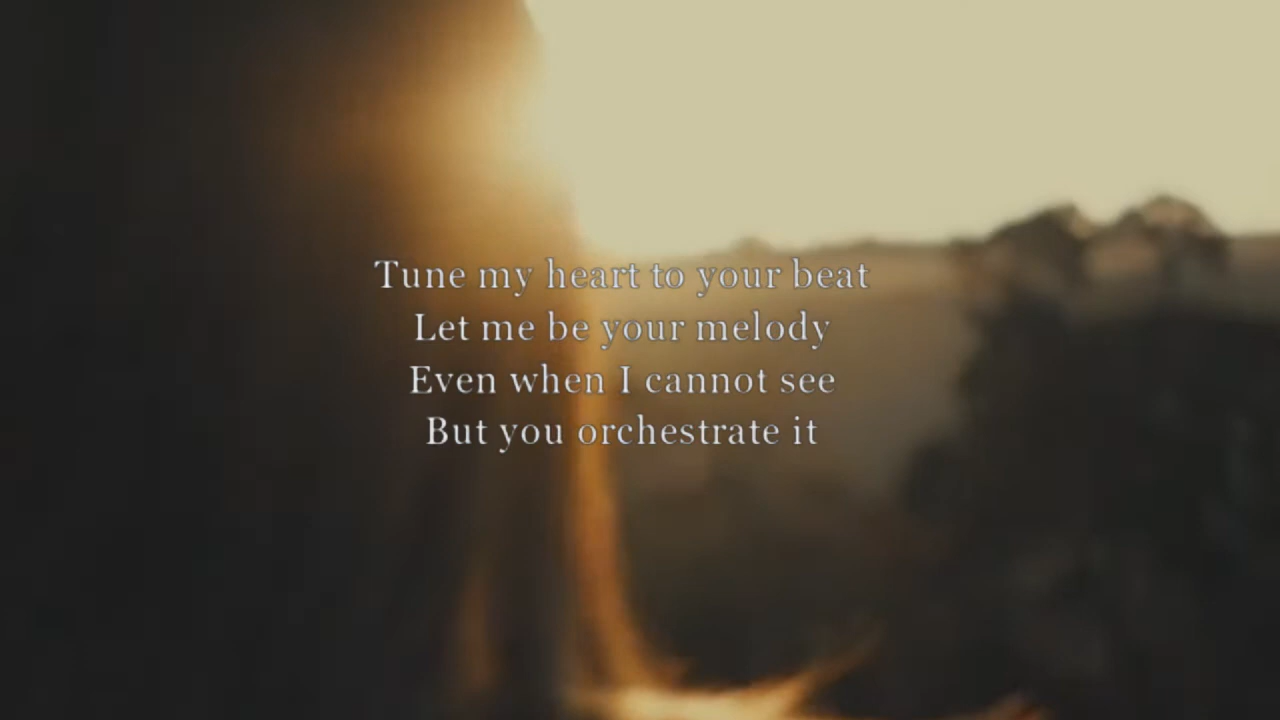 Tune my heart to your beat
Let me be your melody
Even when I cannot see
But you orchestrate it